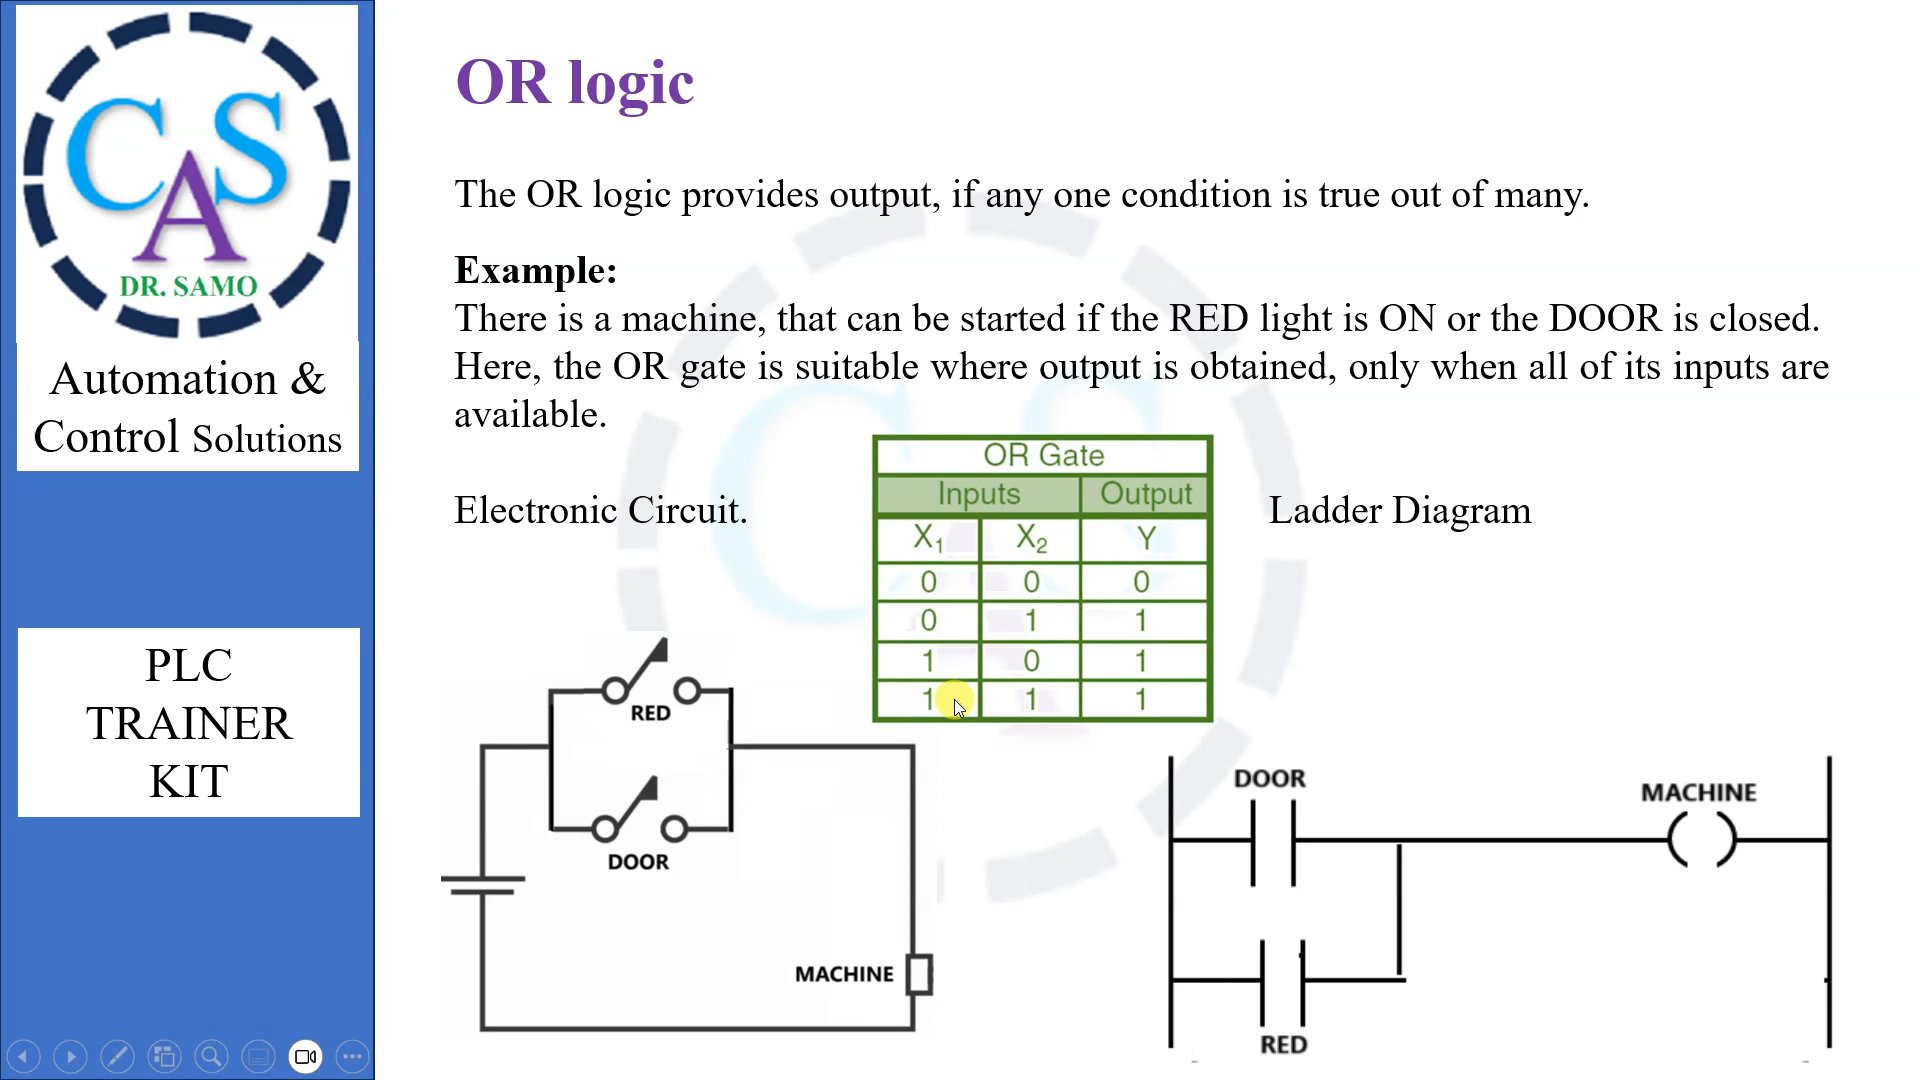 CAS
DR. SAMO
Automation &
Control Solutions
PLC
TRAINER
KIT
OR logic
The OR logic provides output, if any one condition is true out of many.
Example:
There is a machine, that can be started if the RED light is ON or the DOOR is closed.
Here, the OR gate is suitable where output is obtained, only when all of its inputs are
available.
Electronic Circuit.
OR Gate
Inputs Output
X₁ X₂ Y
0 0 0
0 1 1
1 0 1
1 1 1
Ladder Diagram
RED
DOOR
MACHINE
DOOR
MACHINE
RED